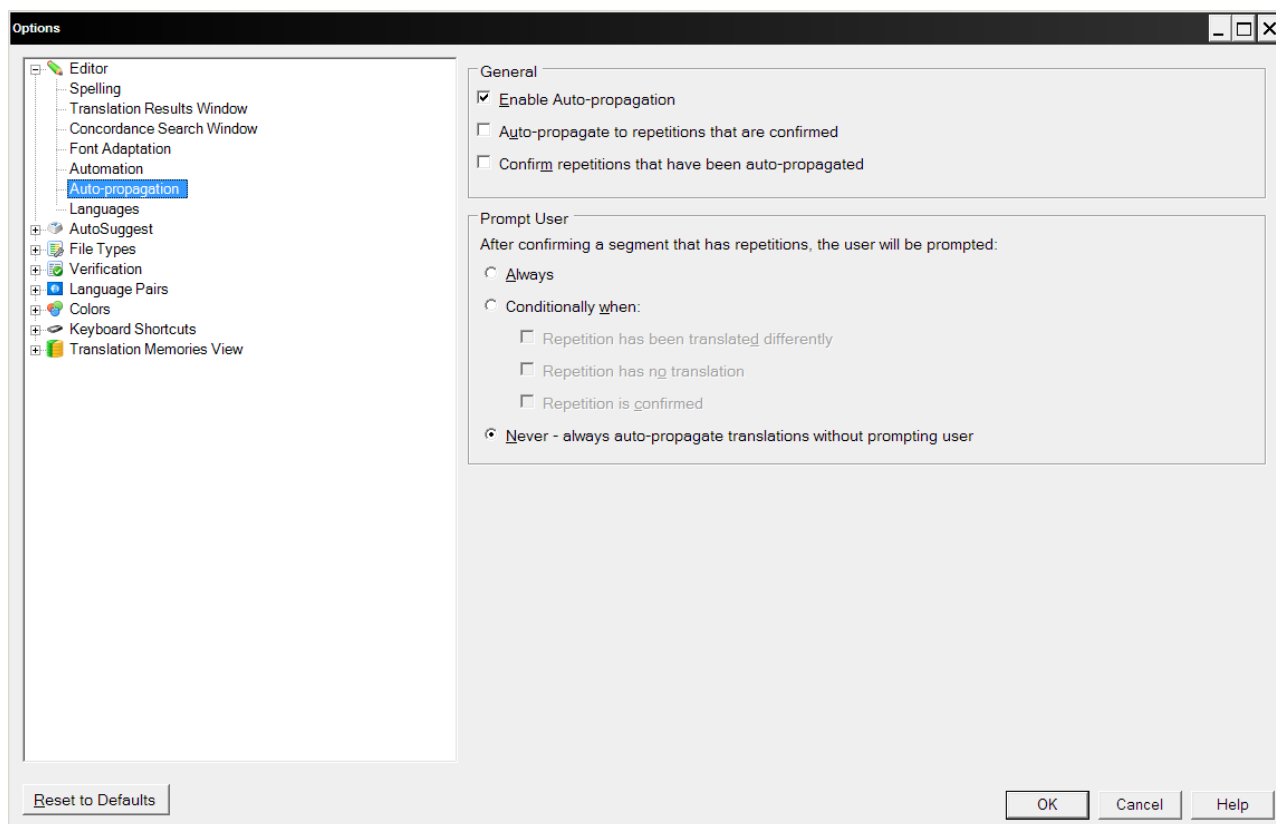 Options
Editor
Spelling
Translation Results Window
Concordance Search Window
Font Adaptation
Automation
Auto-propagation
Languages
AutoSuggest
File Types
Verification
Language Pairs
Colors
Keyboard Shortcuts
Translation Memories View
General
Enable Auto-propagation
Auto-propagate to repetitions that are confirmed
Confirm repetitions that have been auto-propagated
Prompt User
After confirming a segment that has repetitions, the user will be prompted:
Always
Conditionally when:
Repetition has been translated differently
Repetition has no translation
Repetition is confirmed
Never - always auto-propagate translations without prompting user
Reset to Defaults
OK Cancel Help